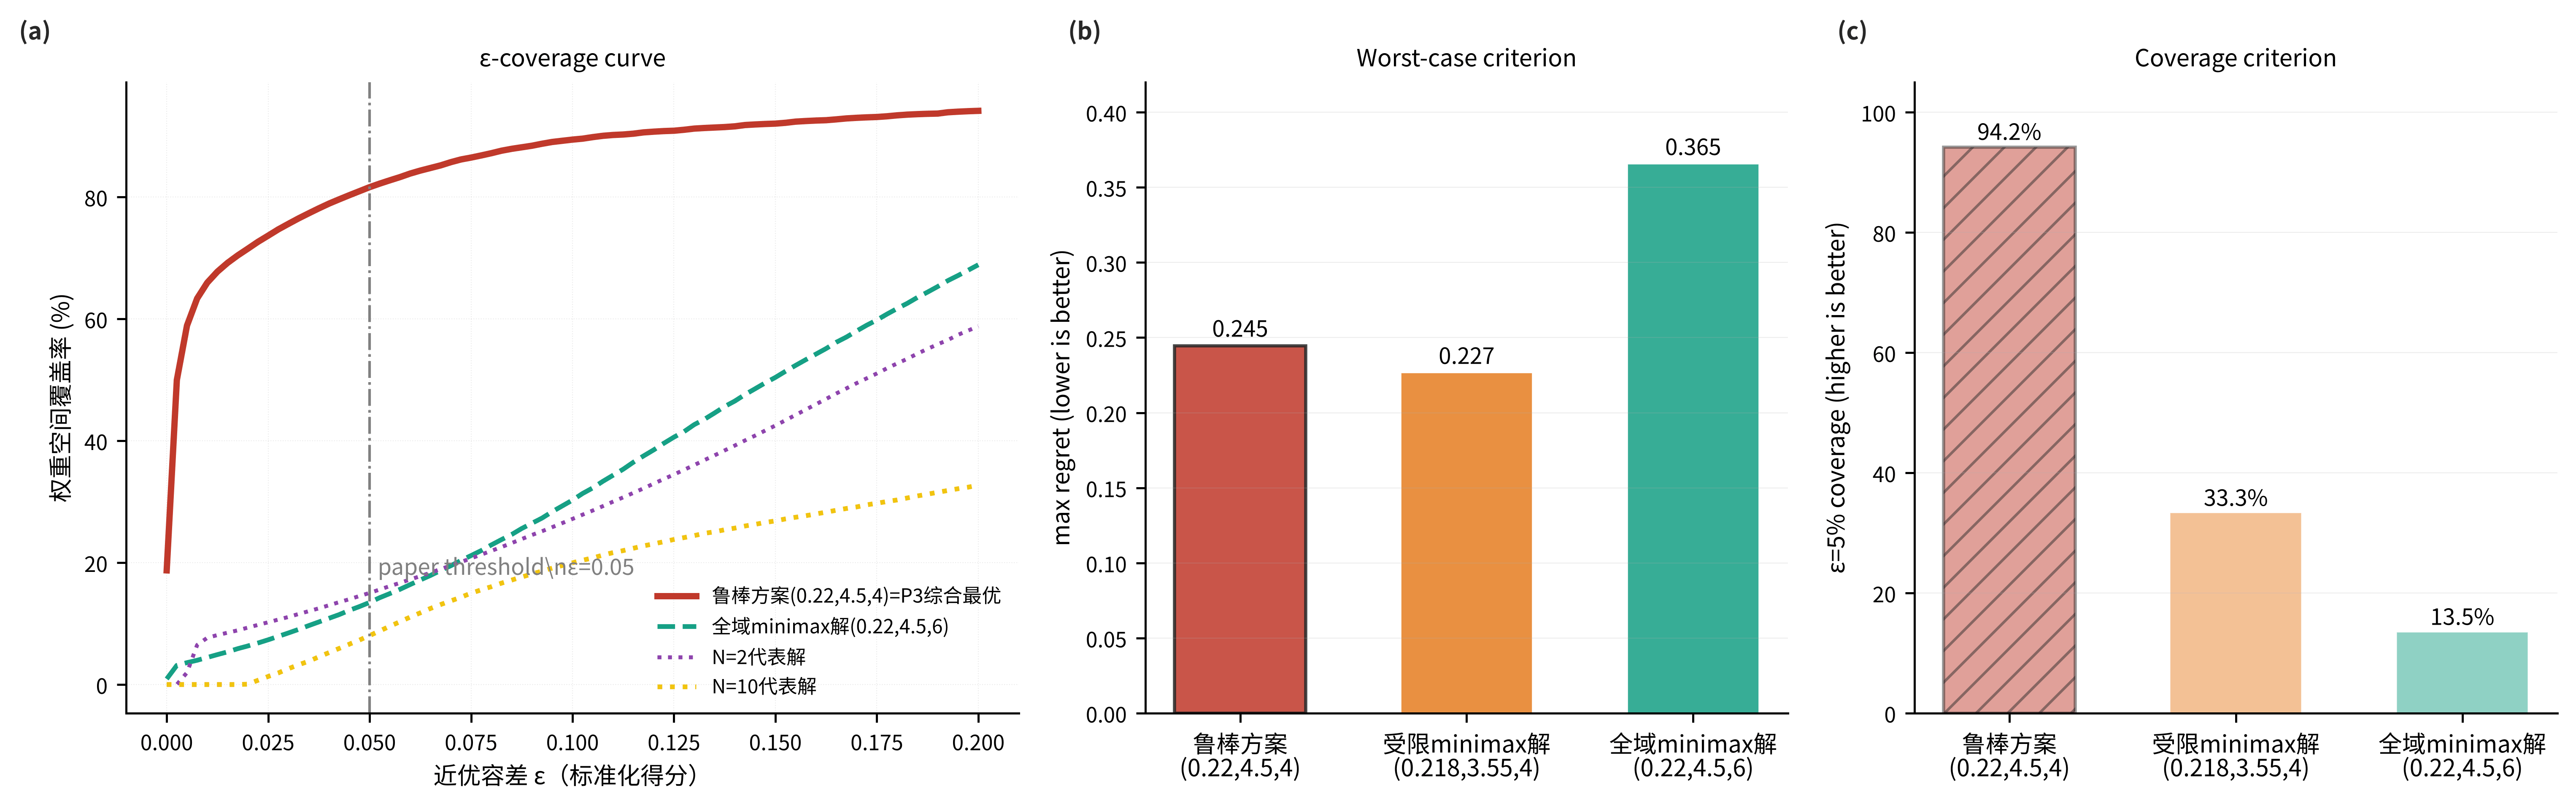 (a)
ε-coverage curve
权重空间覆盖率 (%)
80
60
40
20
0
paper threshold\nε=0.05
鲁棒方案(0.22,4.5,4)=P3综合最优
全域minimax解(0.22,4.5,6)
N=2代表解
N=10代表解
0.000 0.025 0.050 0.075 0.100 0.125 0.150 0.175 0.200
近优容差 ε（标准化得分）
(b)
Worst-case criterion
max regret (lower is better)
0.40
0.35
0.30
0.25
0.20
0.15
0.10
0.05
0.00
0.245
0.227
0.365
鲁棒方案
(0.22,4.5,4)
受限minimax解
(0.218,3.55,4)
全域minimax解
(0.22,4.5,6)
(c)
Coverage criterion
ε=5% coverage (higher is better)
100
80
60
40
20
0
94.2%
33.3%
13.5%
鲁棒方案
(0.22,4.5,4)
受限minimax解
(0.218,3.55,4)
全域minimax解
(0.22,4.5,6)